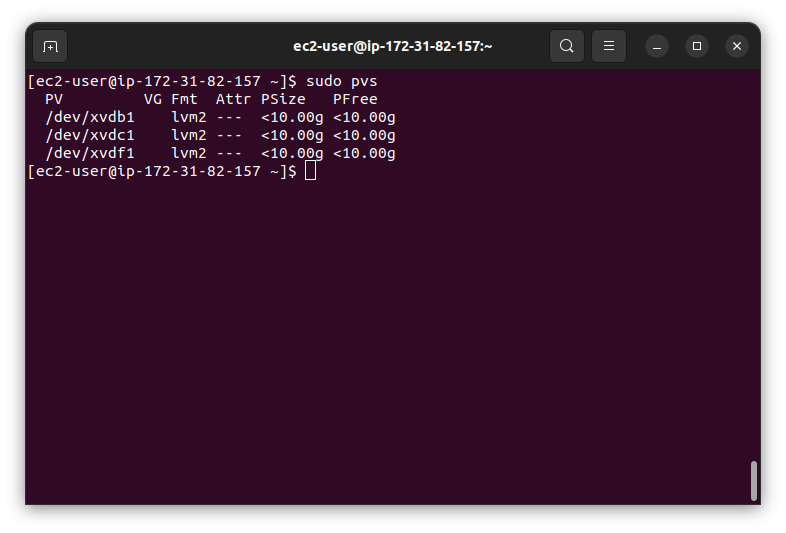 ec2-user@ip-172-31-82-157:~
[ec2-user@ip-172-31-82-157 ~]$ sudo pvs
  PV         VG Fmt  Attr PSize   PFree
  /dev/xvdb1    lvm2 ---  <10.00g <10.00g
  /dev/xvdc1    lvm2 ---  <10.00g <10.00g
  /dev/xvdf1    lvm2 ---  <10.00g <10.00g
[ec2-user@ip-172-31-82-157 ~]$